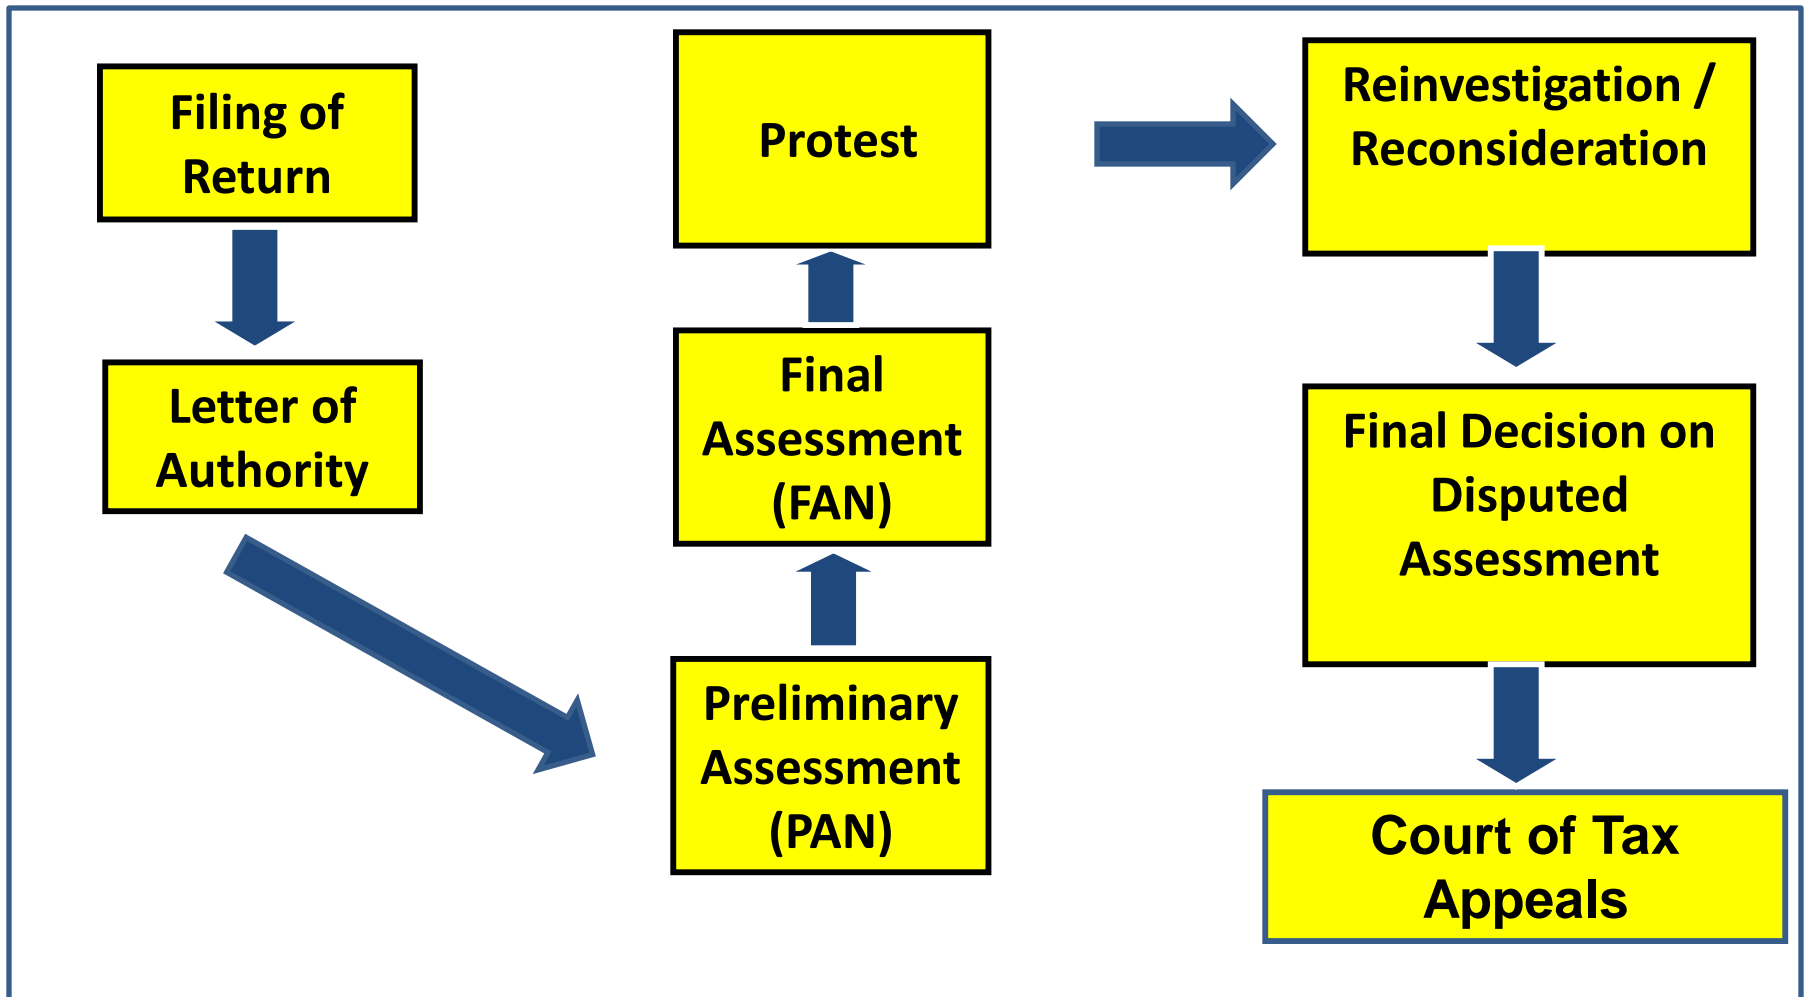 Filing of
Return
Letter of
Authority
Preliminary
Assessment
(PAN)
Final
Assessment
(FAN)
Protest
Reinvestigation /
Reconsideration
Final Decision on
Disputed
Assessment
Court of Tax
Appeals